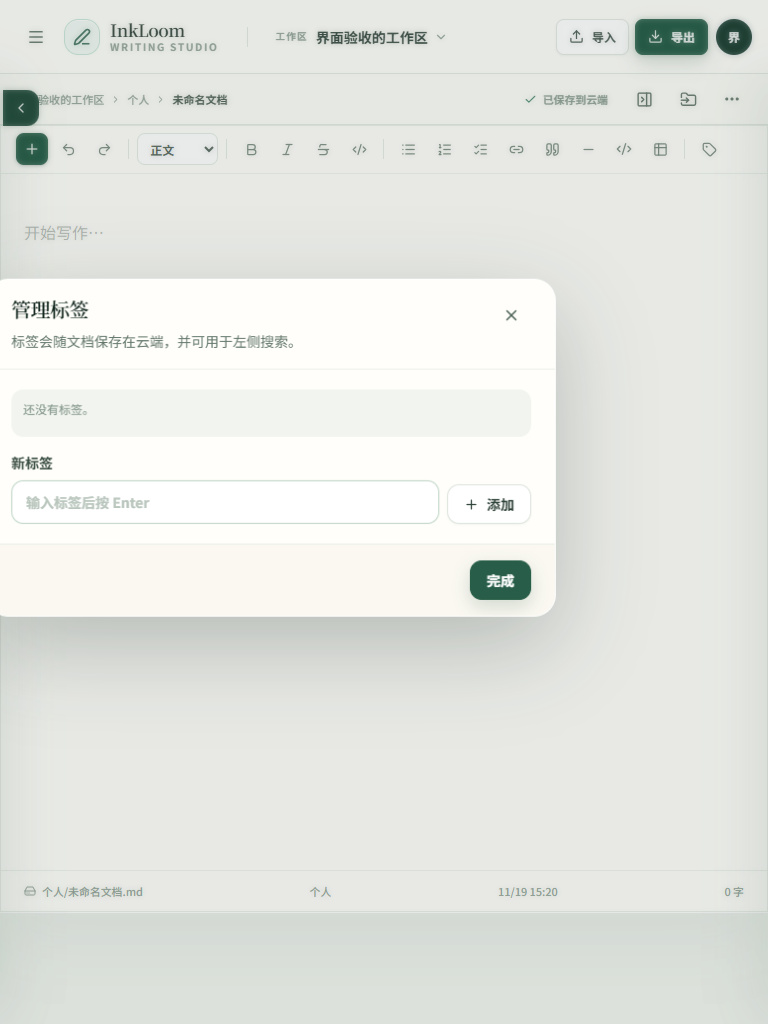 InkLoom
WRITING STUDIO
工作区 界面验收的工作区
导入
导出
界
验收的工作区 > 个人 > 未命名文档
已保存到云端
正文
开始写作…
管理标签
标签会随文档保存在云端，并可用于左侧搜索。
还没有标签。
新标签
输入标签后按 Enter
添加
完成
个人/未命名文档.md
个人
11/19 15:20
0 字